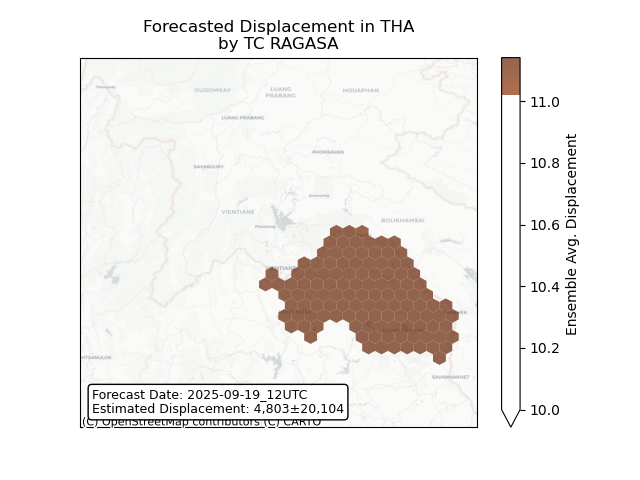 Forecasted Displacement in THA
by TC RAGASA
OUDOMXAY
LUANG
PRABANG
HOUAPHAN
LUANG PRABANG
PHONSAVAN
SAYABOURY
VIENTIANE
BOLIKHAMSAI
SAVANNAKHET
Forecast Date: 2025-09-19_12UTC
Estimated Displacement: 4,803±20,104
(C) OpenStreetMap contributors (C) CARTO
11.0
10.8
10.6
10.4
10.2
10.0
Ensemble Avg. Displacement